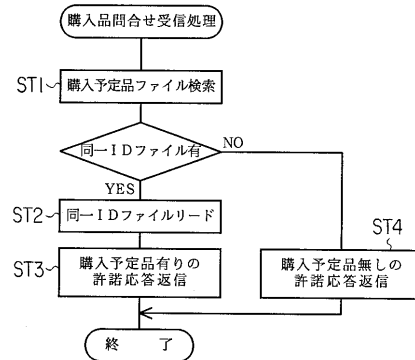 購入品問合せ受信処理
ST1
購入予定品ファイル検索
同一IDファイル有
NO
YES
ST2
同一IDファイルリード
ST4
ST3
購入予定品有りの
許諾応答返信
購入予定品無しの
許諾応答返信
終 了